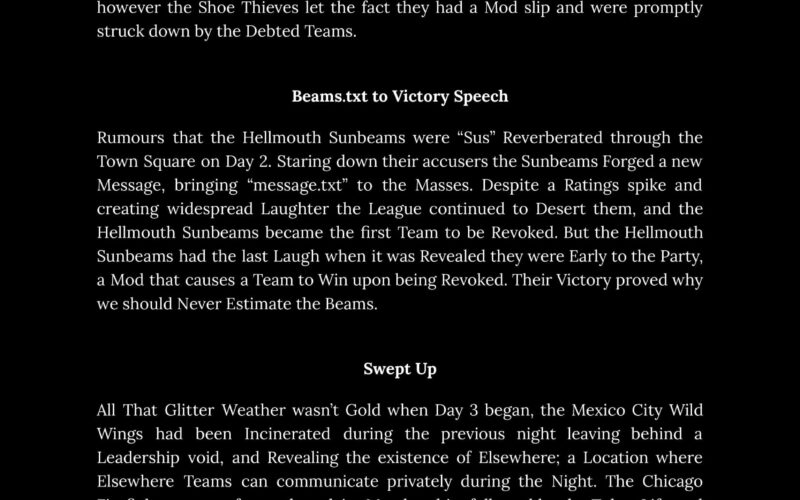 however the Shoe Thieves let the fact they had a Mod slip and were promptly
struck down by the Debted Teams.
Beams.txt to Victory Speech
Rumours that the Hellmouth Sunbeams were “Sus” Reverberated through the
Town Square on Day 2. Staring down their accusers the Sunbeams Forged a new
Message, bringing “message.txt” to the Masses. Despite a Ratings spike and
creating widespread Laughter the League continued to Desert them, and the
Hellmouth Sunbeams became the first Team to be Revoked. But the Hellmouth
Sunbeams had the last Laugh when it was Revealed they were Early to the Party,
a Mod that causes a Team to Win upon being Revoked. Their Victory proved why
we should Never Estimate the Beams.
Swept Up
All That Glitter Weather wasn’t Gold when Day 3 began, the Mexico City Wild
Wings had been Incinerated during the previous night leaving behind a
Leadership void, and Revealing the existence of Elsewhere; a Location where
Elsewhere Teams can communicate privately during the Night. The Chicago